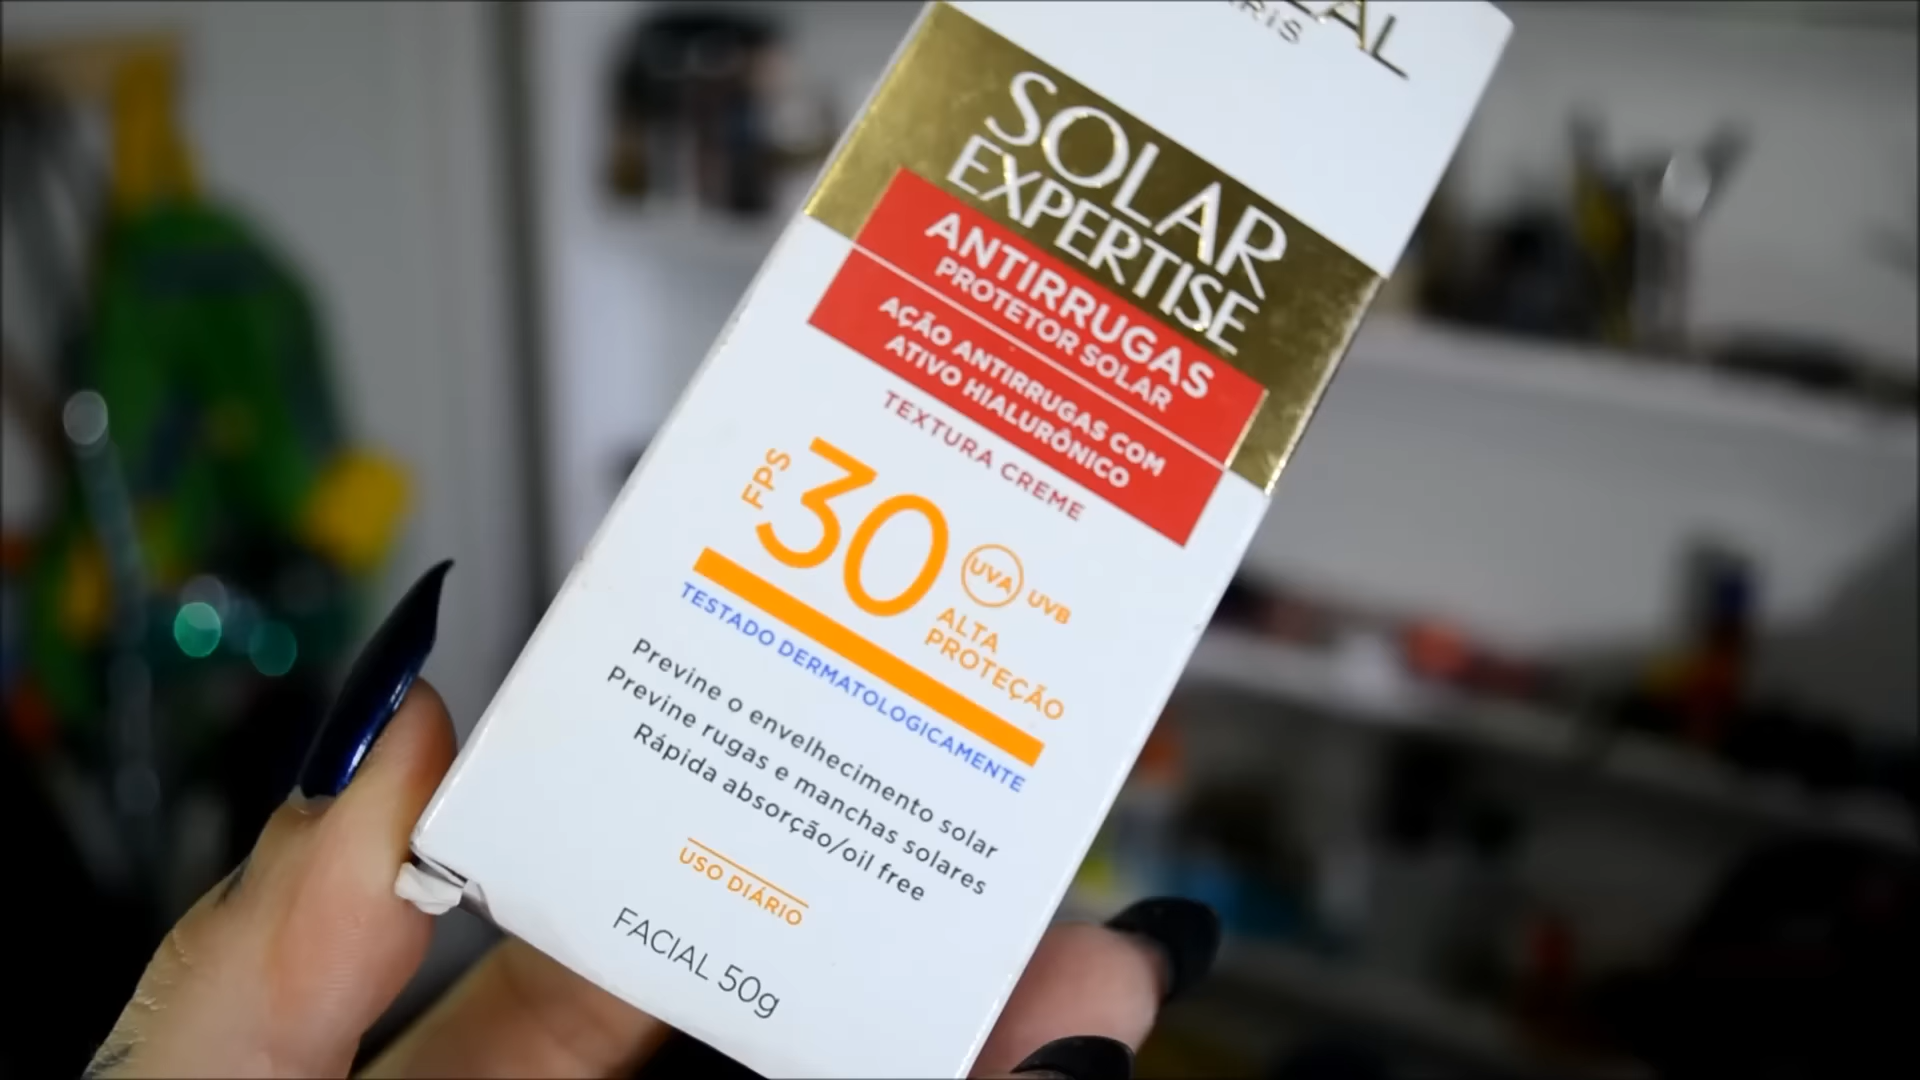 SOLAR
EXPERTISE
ANTIRRUGAS
PROTETOR SOLAR
AÇÃO ANTIRRUGAS COM
ATIVO HIALURÔNICO
TEXTURA CREME
FPS 30
UVA UVB
ALTA
PROTEÇÃO
TESTADO DERMATOLOGICAMENTE
Previne o envelhecimento solar
Previne rugas e manchas solares
Rápida absorção/oil free
USO DIÁRIO
FACIAL 50g